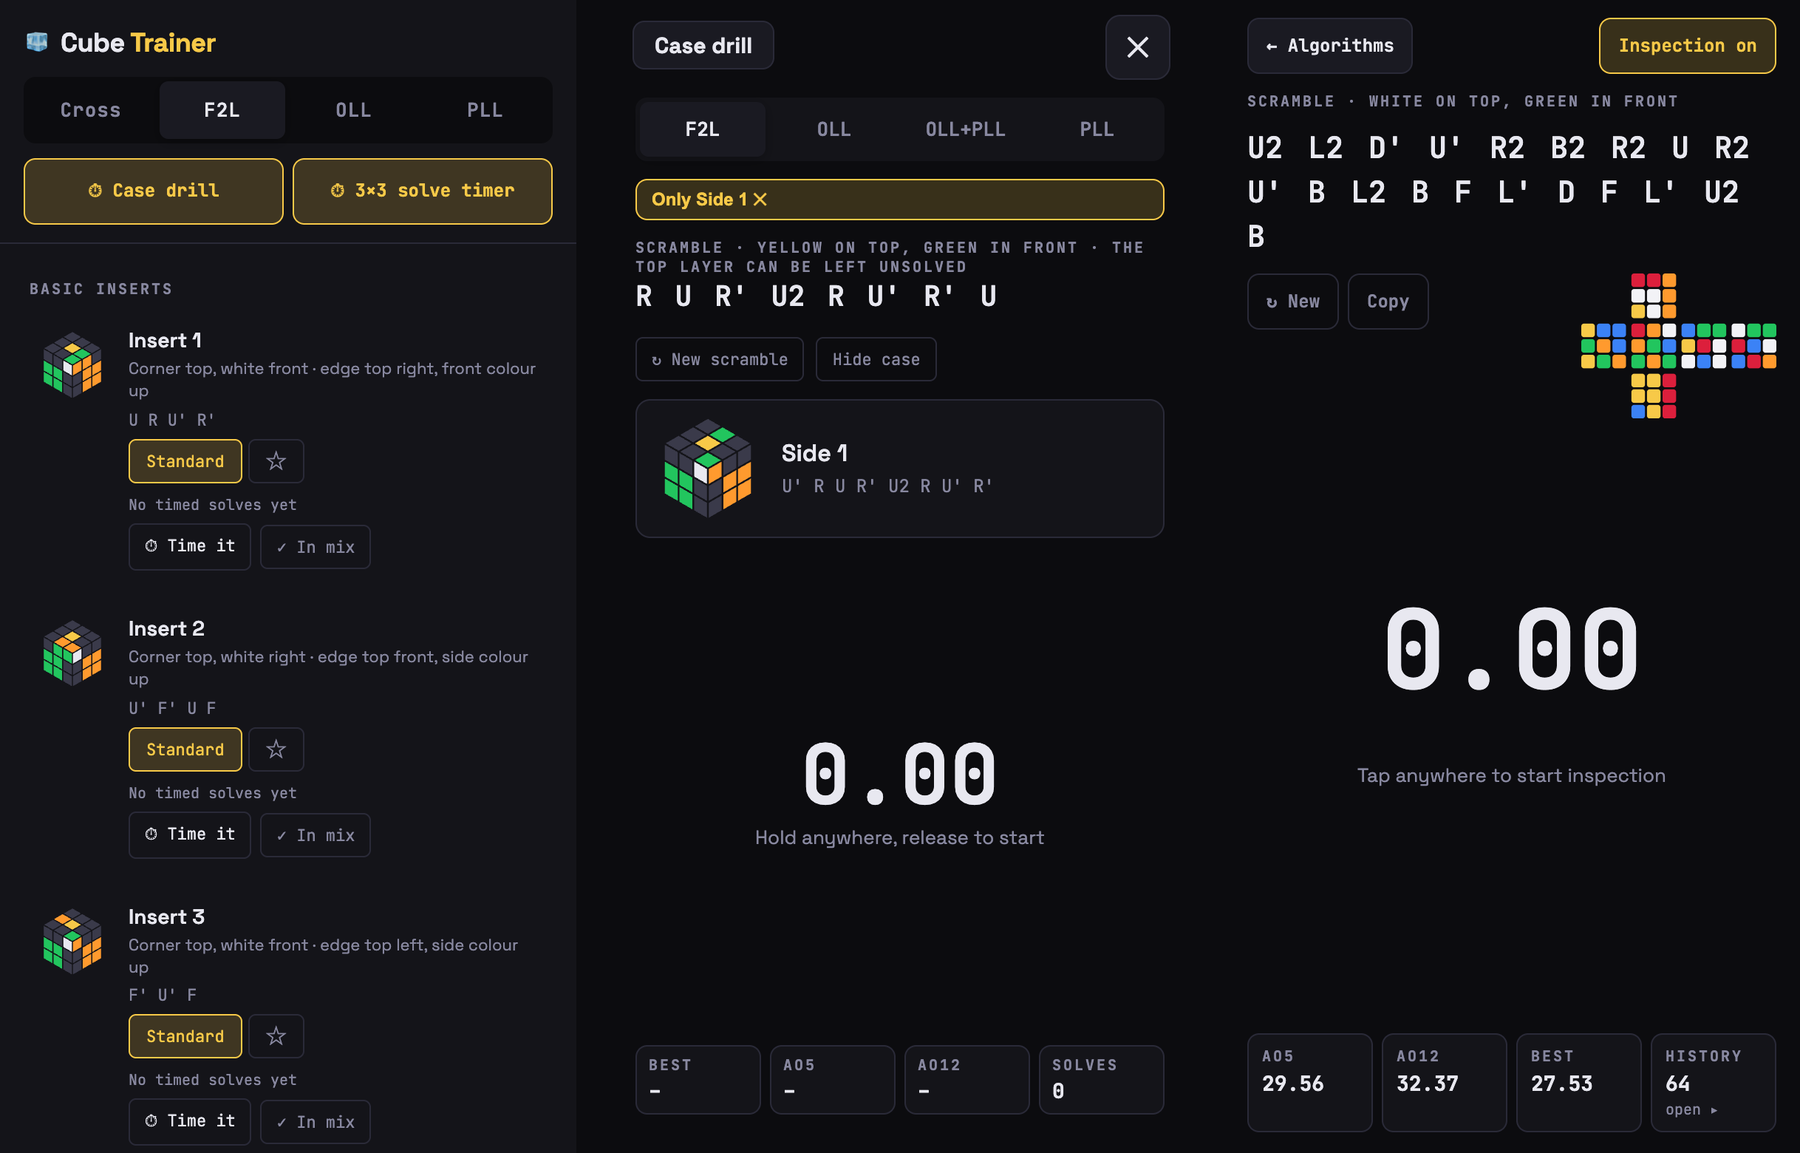 Cube Trainer
Cross F2L OLL PLL
Case drill 3×3 solve timer
BASIC INSERTS
Insert 1
Corner top, white front · edge top right, front colour
up
U R U' R'
Standard
No timed solves yet
Time it ✓ In mix
Insert 2
Corner top, white right · edge top front, side colour
up
U' F' U F
Standard
No timed solves yet
Time it ✓ In mix
Insert 3
Corner top, white front · edge top left, side colour
up
F' U' F
Standard
No timed solves yet
Time it ✓ In mix
Case drill
F2L OLL OLL+PLL PLL
Only Side 1 ✕
SCRAMBLE · YELLOW ON TOP, GREEN IN FRONT · THE
TOP LAYER CAN BE LEFT UNSOLVED
R U R' U2 R U' R' U
↻ New scramble Hide case
Side 1
U' R U R' U2 R U' R'
0.00
Hold anywhere, release to start
BEST AO5 AO12 SOLVES
– – – 0
← Algorithms Inspection on
SCRAMBLE · WHITE ON TOP, GREEN IN FRONT
U2 L2 D' U' R2 B2 R2 U R2
U' B L2 B F L' D F L' U2
B
↻ New Copy
0.00
Tap anywhere to start inspection
AO5 AO12 BEST HISTORY
29.56 32.37 27.53 64
open ▸